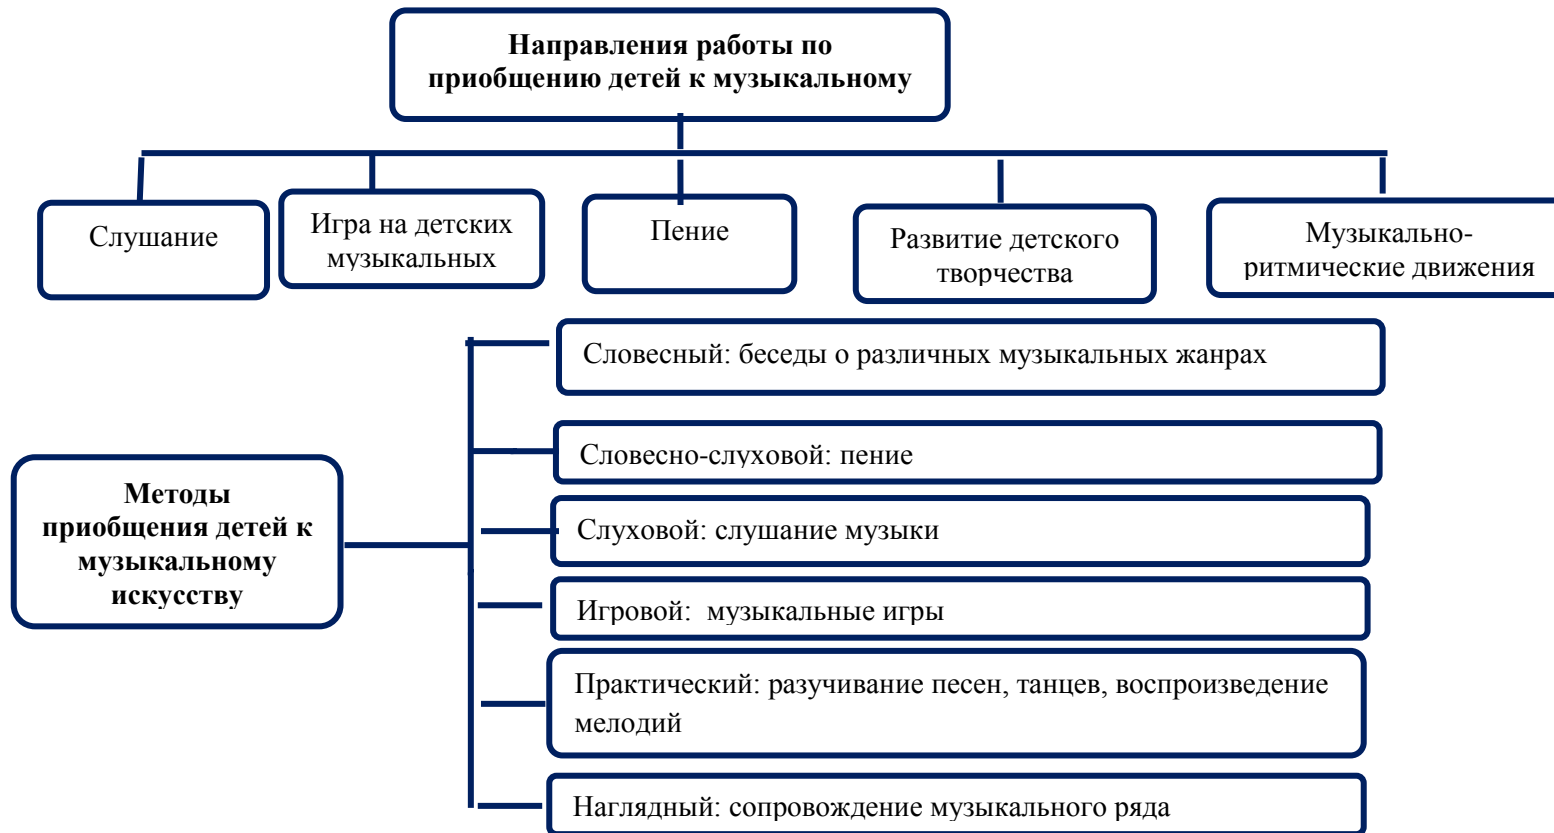 Направления работы по
приобщению детей к музыкальному
Слушание
Игра на детских
музыкальных
Пение
Развитие детского
творчества
Музыкально-
ритмические движения
Методы
приобщения детей к
музыкальному
искусству
Словесный: беседы о различных музыкальных жанрах
Словесно-слуховой: пение
Слуховой: слушание музыки
Игровой:  музыкальные игры
Практический: разучивание песен, танцев, воспроизведение
мелодий
Наглядный: сопровождение музыкального ряда